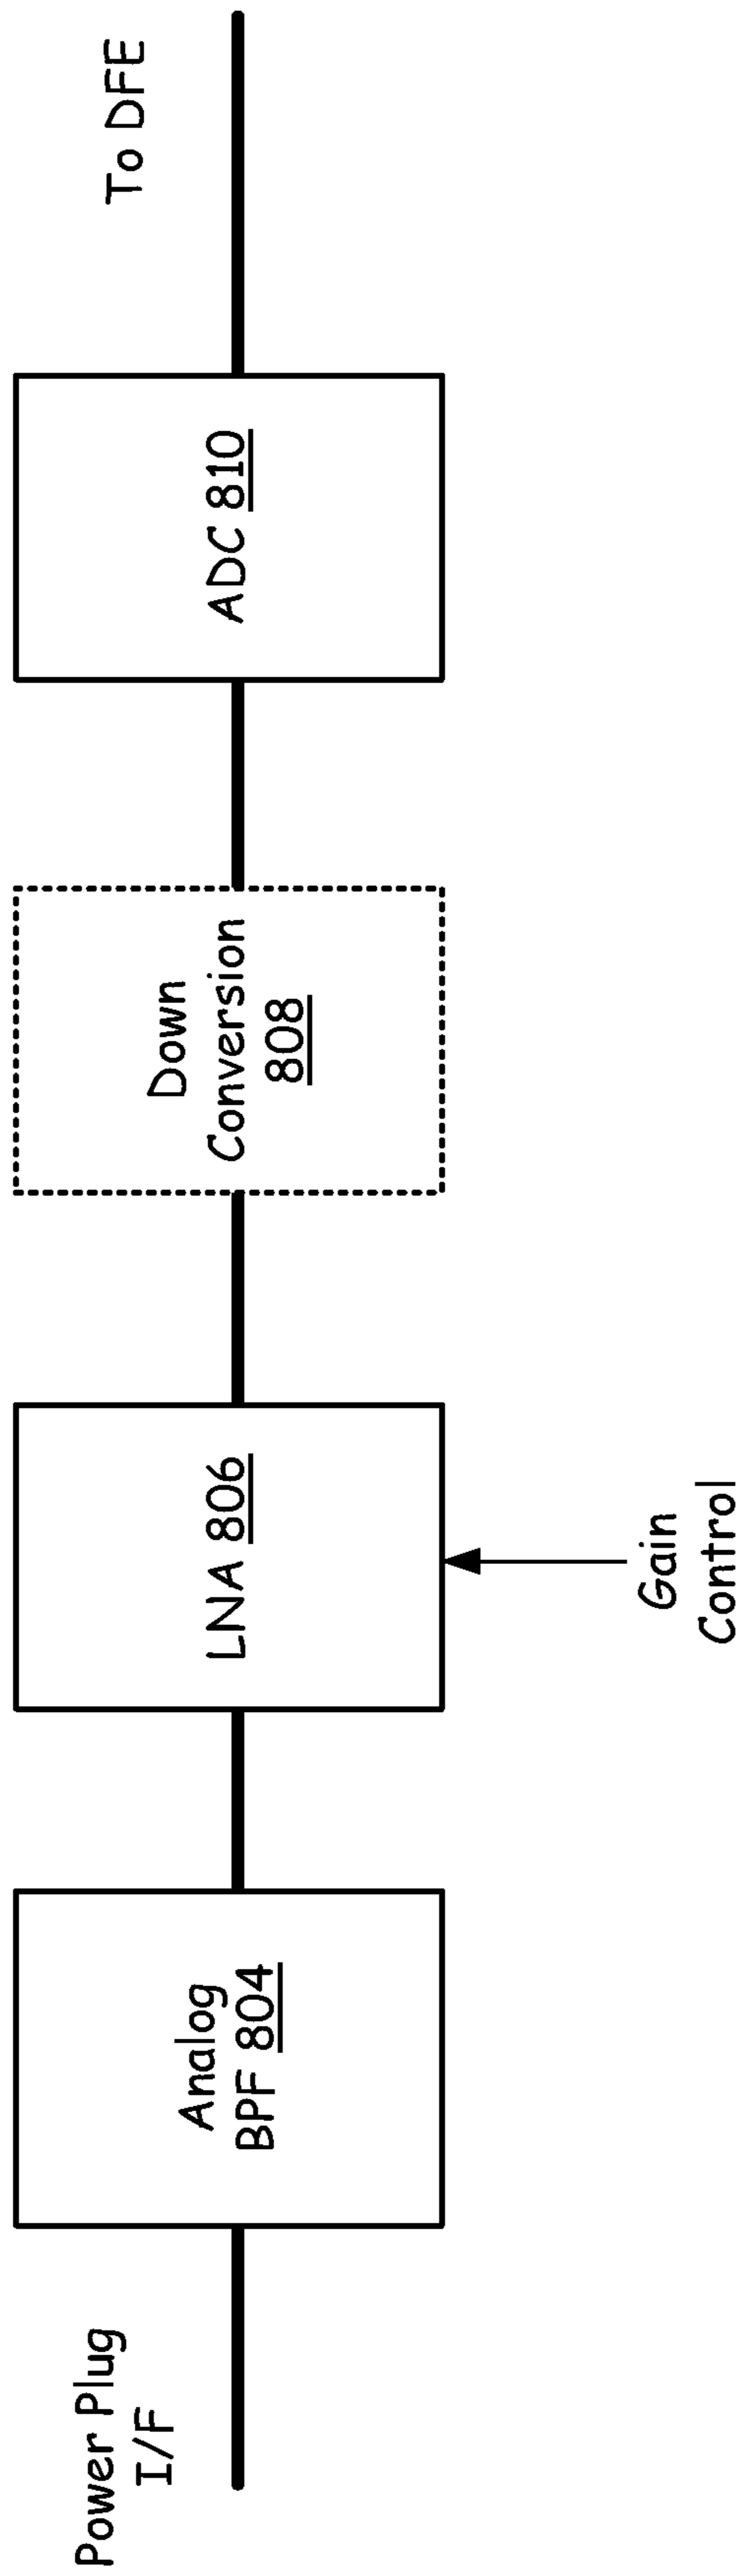 Power Plug
I/F
Analog
BPF 804
LNA 806
Gain
Control
Down
Conversion
808
ADC 810
To DFE